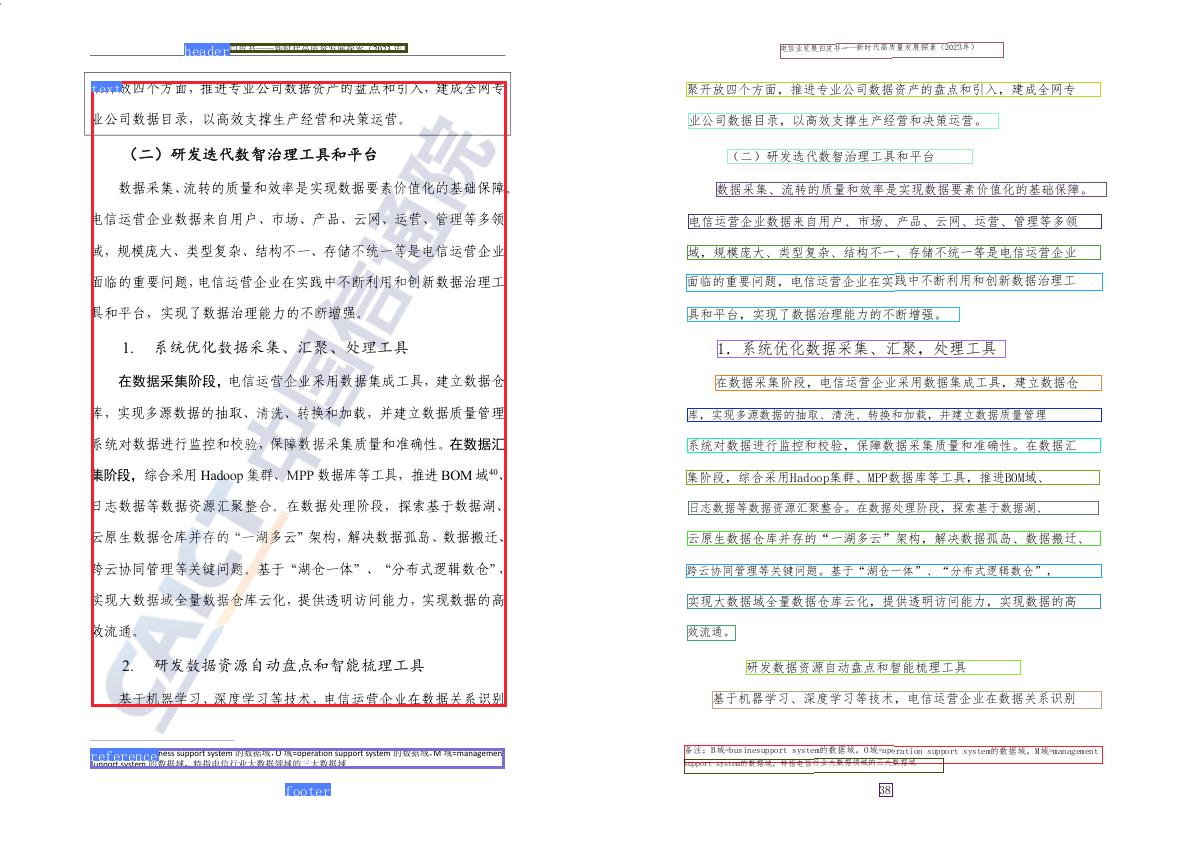 header
text
放四个方面，推进专业公司数据资产的盘点和引入，建成全网专
业公司数据目录，以高效支撑生产经营和决策运营。
（二）研发迭代数智治理工具和平台
数据采集、流转的质量和效率是实现数据要素价值化的基础保障。
电信运营企业数据来自用户、市场、产品、云网、运营、管理等多领
域，规模庞大、类型复杂、结构不一、存储不统一等是电信运营企业
面临的重要问题，电信运营企业在实践中不断利用和创新数据治理工
具和平台，实现了数据治理能力的不断增强。
1. 系统优化数据采集、汇聚、处理工具
在数据采集阶段，电信运营企业采用数据集成工具，建立数据仓
库，实现多源数据的抽取、清洗、转换和加载，并建立数据质量管理
系统对数据进行监控和校验，保障数据采集质量和准确性。在数据汇
集阶段，综合采用 Hadoop 集群、MPP 数据库等工具，推进 BOM 域40、
日志数据等数据资源汇聚整合。在数据处理阶段，探索基于数据湖、
云原生数据仓库并存的“一湖多云”架构，解决数据孤岛、数据搬迁、
跨云协同管理等关键问题。基于“湖仓一体”、“分布式逻辑数仓”，
实现大数据域全量数据仓库云化，提供透明访问能力，实现数据的高
效流通。
2. 研发数据资源自动盘点和智能梳理工具
基于机器学习、深度学习等技术，电信运营企业在数据关系识别
CAICT 中国信通院
reference
ness support system 的数据域，O 域=operation support system 的数据域，M 域=managemen
support system 的数据域，特指电信行业大数据领域的三大数据域
footer
电信业发展白皮书——新时代高质量发展探索（2023年）
聚开放四个方面，推进专业公司数据资产的盘点和引入，建成全网专
业公司数据目录，以高效支撑生产经营和决策运营。
（二）研发迭代数智治理工具和平台
数据采集、流转的质量和效率是实现数据要素价值化的基础保障。
电信运营企业数据来自用户、市场、产品、云网、运营、管理等多领
域，规模庞大、类型复杂、结构不一、存储不统一等是电信运营企业
面临的重要问题，电信运营企业在实践中不断利用和创新数据治理工
具和平台，实现了数据治理能力的不断增强。
1. 系统优化数据采集、汇聚，处理工具
在数据采集阶段，电信运营企业采用数据集成工具，建立数据仓
库，实现多源数据的抽取、清洗、转换和加载，并建立数据质量管理
系统对数据进行监控和校验，保障数据采集质量和准确性。在数据汇
集阶段，综合采用Hadoop集群、MPP数据库等工具，推进BOM域、
日志数据等数据资源汇聚整合。在数据处理阶段，探索基于数据湖、
云原生数据仓库并存的“一湖多云”架构，解决数据孤岛、数据搬迁、
跨云协同管理等关键问题。基于“湖仓一体”、“分布式逻辑数仓”，
实现大数据域全量数据仓库云化，提供透明访问能力，实现数据的高
效流通。
研发数据资源自动盘点和智能梳理工具
基于机器学习、深度学习等技术，电信运营企业在数据关系识别
备注：B域=businesupport system的数据域，O域=operation support system的数据域，M域=management
support system的数据域，特指电信行业大数据领域的三大数据域
38